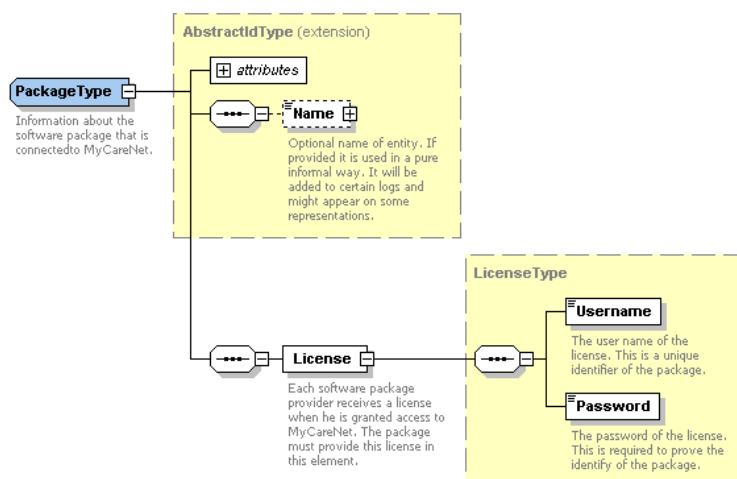 AbstractIdType (extension)
attributes
PackageType
Information about the
software package that is
connectedto MyCareNet.
Name
Optional name of entity. If
provided it is used in a pure
informal way. It will be
added to certain logs and
might appear on some
representations.
LicenseType
Username
The user name of the
license. This is a unique
identifier of the package.
License
Each software package
provider receives a license
when he is granted access to
MyCareNet. The package
must provide this license in
this element.
Password
The password of the license.
This is required to prove the
identify of the package.